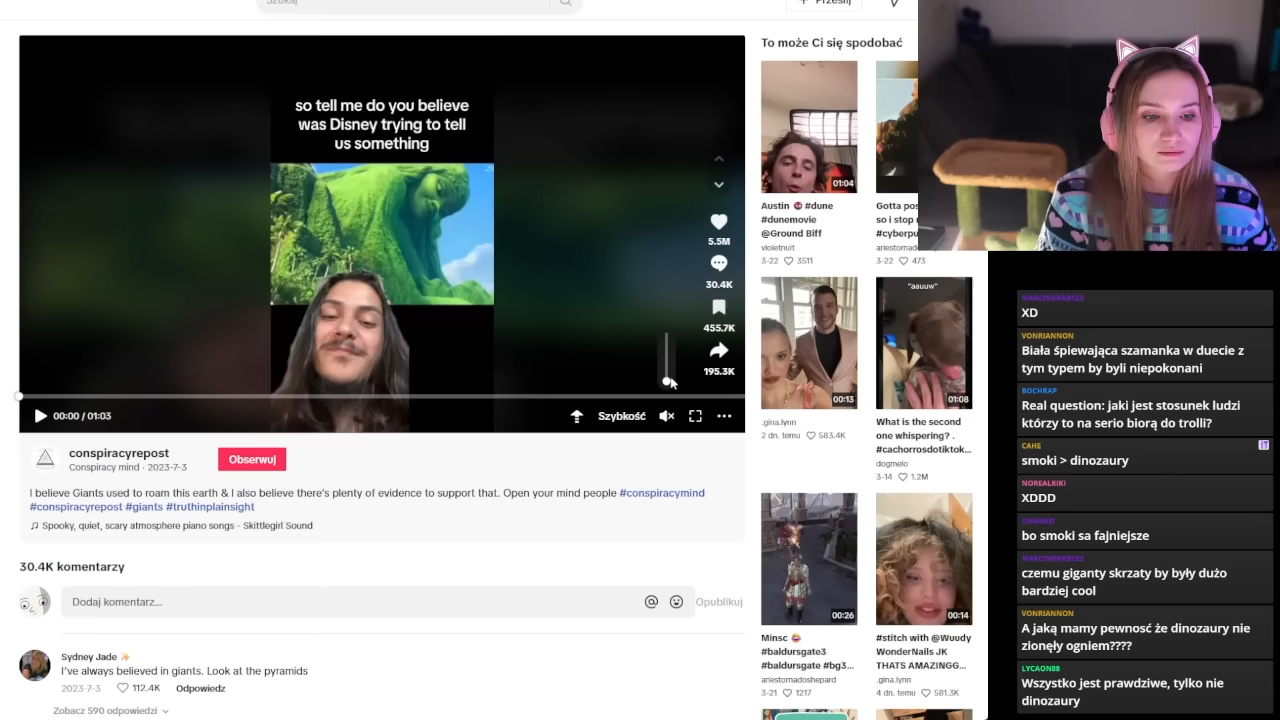 Szukaj
Prześlij
so tell me do you believe
was Disney trying to tell
us something
5.5M
30.4K
455.7K
195.3K
00:00 / 01:03
Szybkość
conspiracyrepost
Conspiracy mind · 2023-7-3
Obserwuj
I believe Giants used to roam this earth & I also believe there's plenty of evidence to support that. Open your mind people #conspiracymind
#conspiracyrepost #giants #truthinplainsight
♫ Spooky, quiet, scary atmosphere piano songs - Skittlegirl Sound
30.4K komentarzy
Dodaj komentarz...
Opublikuj
Sydney Jade ✨
I've always believed in giants. Look at the pyramids
2023-7-3
112.4K
Odpowiedz
Zobacz 590 odpowiedzi
To może Ci się spodobać
01:04
Austin
#dune
#dunemovie
@Ground Biff
violetnuit
3-22
3511
Gotta pos
so i stop
#cyberpu
ariestomado
3-22
473
00:13
.gina.lynn
2 dn. temu
583.4K
"aauuw"
01:08
What is the second
one whispering? .
#cachorrosdotiktok...
dogmelo
3-14
1.2M
00:26
Minsc 😂
#baldursgate3
#baldursgate #bg3...
ariestomadoshepard
3-21
1217
00:14
#stitch with @Wuudy
WonderNails JK
THATS AMAZINGG...
.gina.lynn
4 dn. temu
581.3K
MARCINKRAB123
XD
VONRIANNON
Biała śpiewająca szamanka w duecie z
tym typem by byli niepokonani
BOCHRAP
Real question: jaki jest stosunek ludzi
którzy to na serio biorą do trolli?
CAHE
smoki > dinozaury
NOREALKIKI
XDDD
bo smoki sa fajniejsze
MARCINKRAB123
czemu giganty skrzaty by były dużo
bardziej cool
VONRIANNON
A jaką mamy pewność że dinozaury nie
zionęły ogniem????
LYCAON88
Wszystko jest prawdziwe, tylko nie
dinozaury